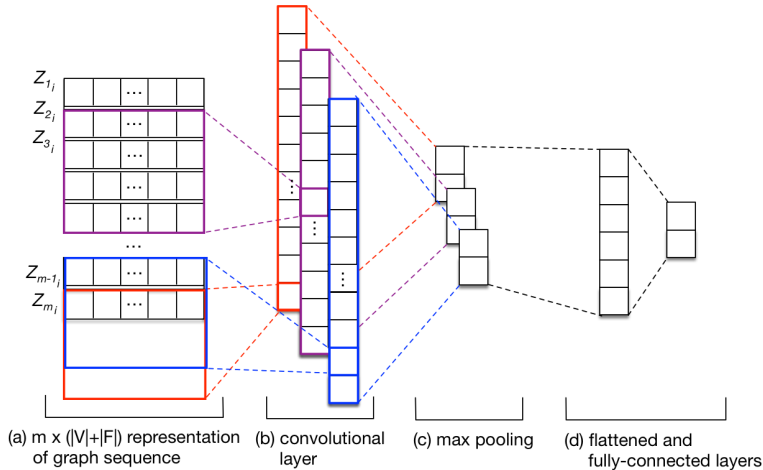 Z1i
...
Z2i
...
Z3i
...
...
...
...
Zm-1i
...
Zmi
...
...
...
...
(a) m x (|V|+|F|) representation
of graph sequence
(b) convolutional
layer
(c) max pooling
(d) flattened and
fully-connected layers